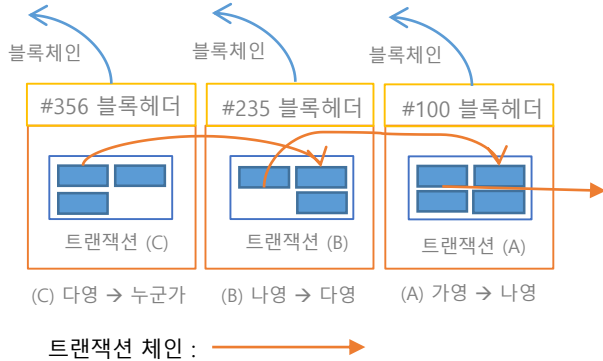 블록체인 블록체인 블록체인
#356 블록헤더 #235 블록헤더 #100 블록헤더
트랜잭션 (C) 트랜잭션 (B) 트랜잭션 (A)
(C) 다영 → 누군가 (B) 나영 → 다영 (A) 가영 → 나영
트랜잭션 체인 :